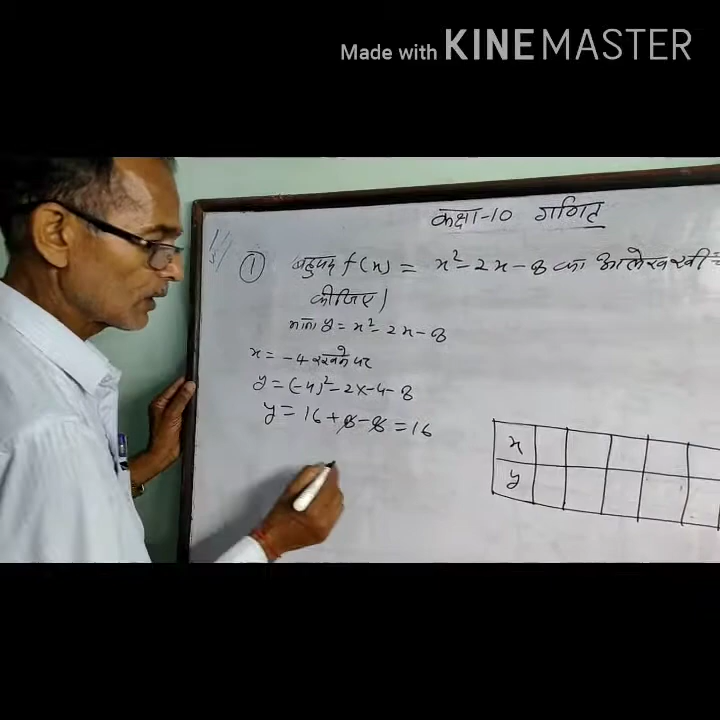 Made with KINEMASTER
कक्षा-10 गणित
① बहुपद f(x) = x² - 2x - 8 का आलेख खीं
कीजिए।
माना y = x² - 2x - 8
x = -4 रखने पर
y = (-4)² - 2x-4 - 8
y = 16 + 8 - 8 = 16
x
y